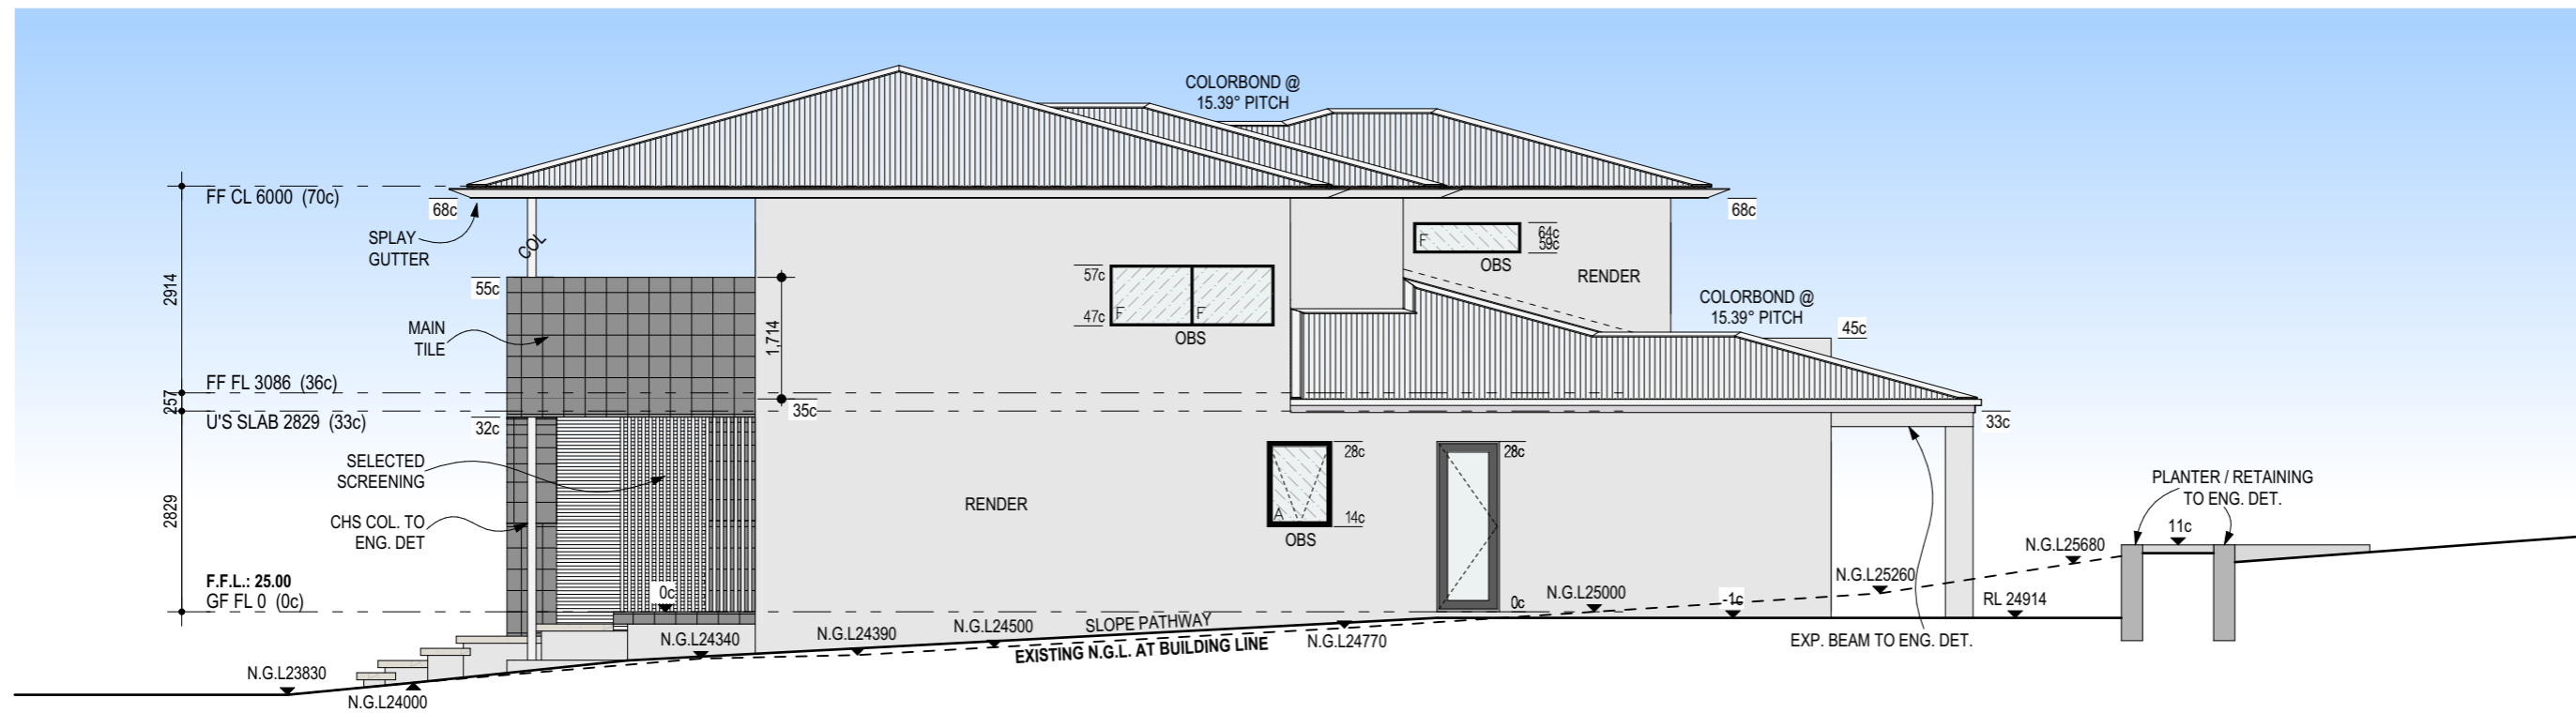 COLORBOND @
15.39° PITCH
FF CL 6000 (70c)
68c
68c
SPLAY
GUTTER
COL
64c
59c
F
OBS
RENDER
2914
55c
57c
47c
F
F
OBS
1,714
MAIN
TILE
COLORBOND @
15.39° PITCH
45c
FF FL 3086 (36c)
257
35c
U'S SLAB 2829 (33c)
32c
33c
SELECTED
SCREENING
28c
28c
2829
RENDER
A
14c
OBS
CHS COL. TO
ENG. DET
PLANTER / RETAINING
TO ENG. DET.
11c
N.G.L25680
F.F.L.: 25.00
GF FL 0 (0c)
0c
0c
N.G.L25000
-1c
N.G.L25260
RL 24914
N.G.L24340
N.G.L24390
N.G.L24500
SLOPE PATHWAY
N.G.L24770
EXISTING N.G.L. AT BUILDING LINE
EXP. BEAM TO ENG. DET.
N.G.L23830
N.G.L24000